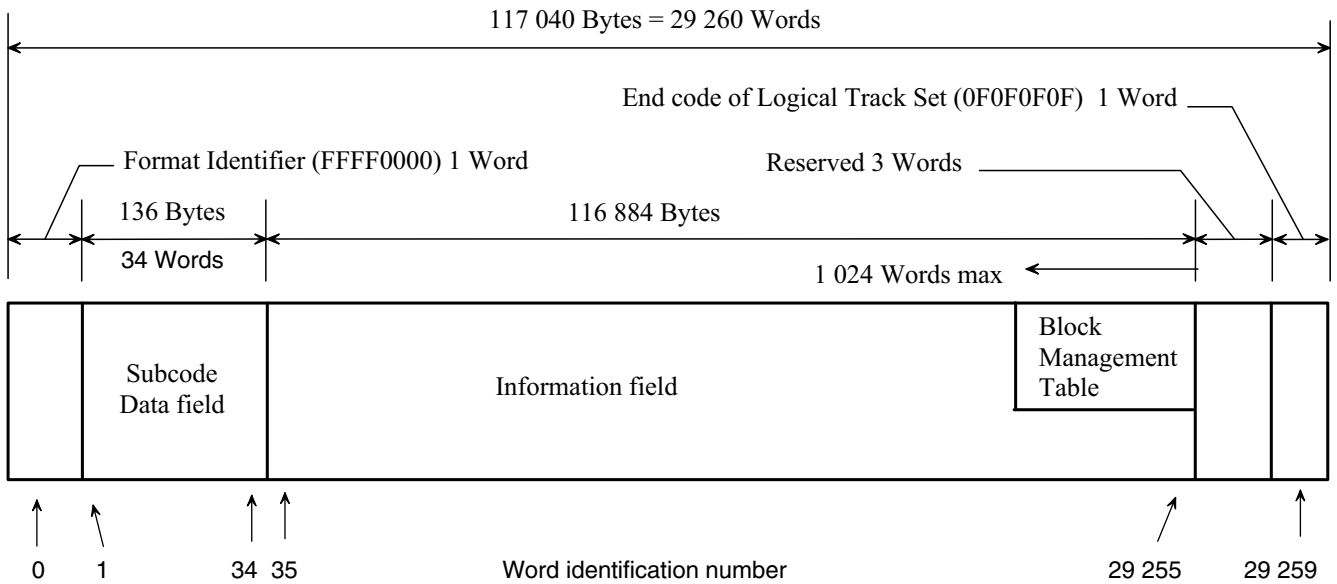 117 040 Bytes = 29 260 Words
End code of Logical Track Set (0F0F0F0F) 1 Word
Format Identifier (FFFF0000) 1 Word
Reserved 3 Words
136 Bytes
116 884 Bytes
34 Words
1 024 Words max
Subcode
Data field
Information field
Block
Management
Table
0 1 34 35 Word identification number 29 255 29 259